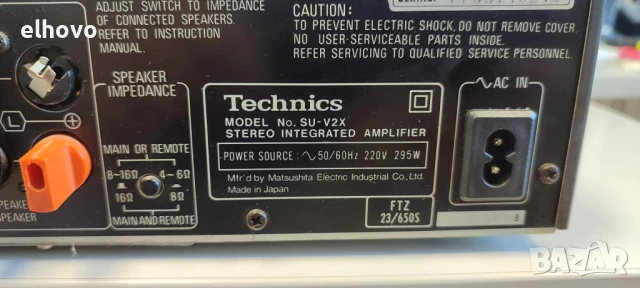 elhovo
ADJUST SWITCH TO IMPEDANCE
OF CONNECTED SPEAKERS.
REFER TO INSTRUCTION
MANUAL.
CAUTION:
TO PREVENT ELECTRIC SHOCK, DO NOT REMOVE COVER.
NO USER-SERVICEABLE PARTS INSIDE.
REFER SERVICING TO QUALIFIED SERVICE PERSONNEL.
SPEAKER
IMPEDANCE
L +
MAIN OR REMOTE
8~16Ω 4~6Ω
16Ω 8Ω
MAIN AND REMOTE
Technics
MODEL No. SU-V2X
STEREO INTEGRATED AMPLIFIER
POWER SOURCE: ∿50/60Hz 220V 295W
Mfr'd by Matsushita Electric Industrial Co., Ltd.
Made in Japan
∿AC IN
FTZ
23/650S
SPEAKER
bazar.bg